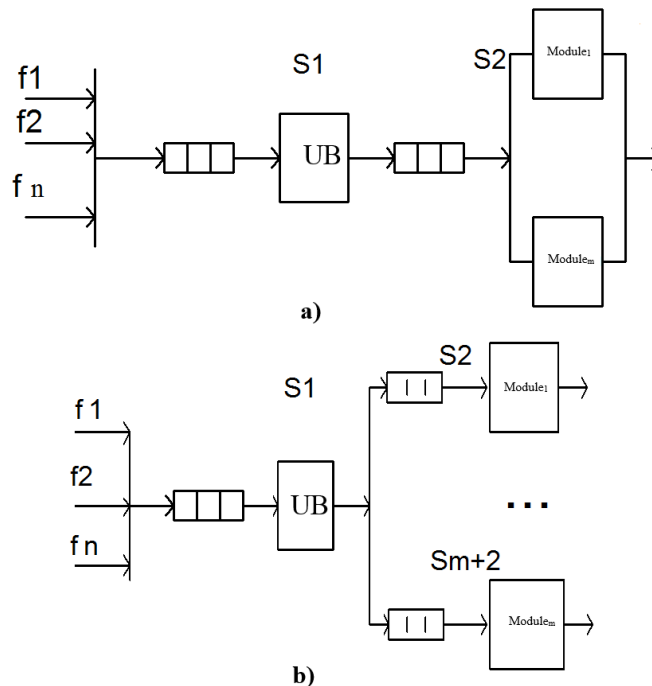 Module1
S1
S2
f1
f2
UB
f n
Modulem
a)
S2
Module1
S1
f 1
f2
UB
...
f n
Sm+2
Modulem
b)